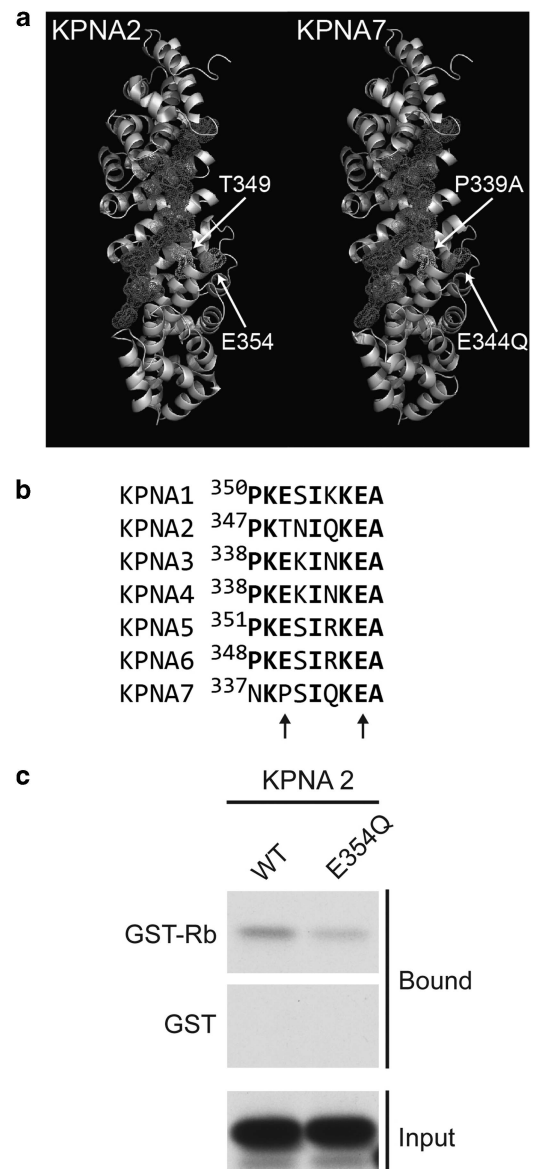 a
KPNA2
KPNA7
T349
P339A
E354
E344Q
b
KPNA1 350PKESIKKEA
KPNA2 347PKTNIQKEA
KPNA3 338PKEKINKEA
KPNA4 338PKEKINKEA
KPNA5 351PKESIRKEA
KPNA6 348PKESIRKEA
KPNA7 337NKPSIQKEA
c
KPNA 2
WT
E354Q
GST-Rb
Bound
GST
Input